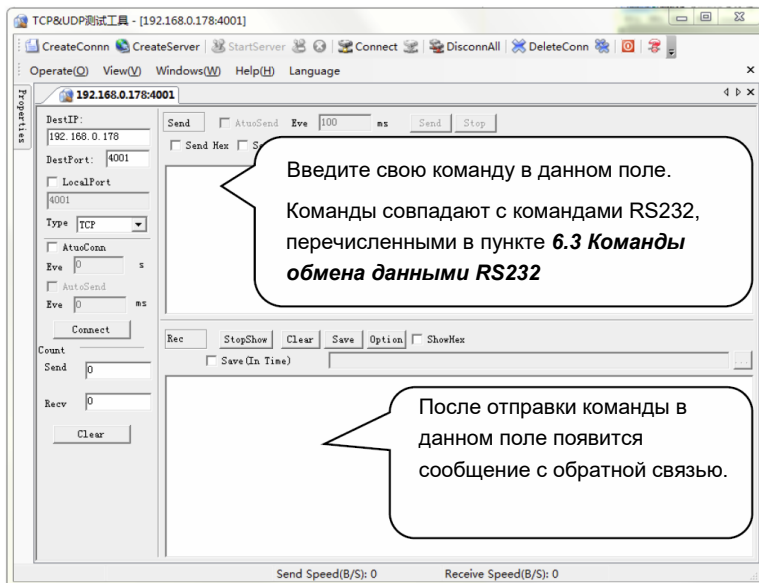 TCP&UDP测试工具 - [192.168.0.178:4001]
CreateConnn CreateServer StartServer Connect DisconnAll DeleteConn
Operate(O) View(V) Windows(W) Help(H) Language
Properties
192.168.0.178:4001
DestIP:
192.168.0.178
DestPort: 4001
LocalPort
4001
Type TCP
AtuoConn
Eve 0 s
AutoSend
Eve 0 ms
Connect
Count
Send 0
Recv 0
Clear
Send AtuoSend Eve 100 ms Send Stop
Send Hex
Введите свою команду в данном поле.
Команды совпадают с командами RS232,
перечисленными в пункте 6.3 Команды
обмена данными RS232
Rec StopShow Clear Save Option ShowHex
Save(In Time) ...
После отправки команды в
данном поле появится
сообщение с обратной связью.
Send Speed(B/S): 0 Receive Speed(B/S): 0